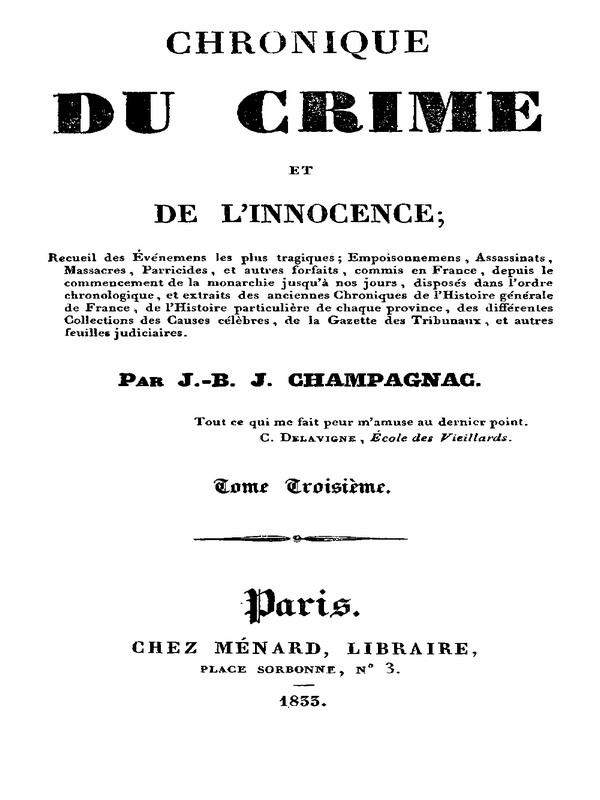 CHRONIQUE
DU CRIME
ET
DE L'INNOCENCE;
Recueil des Événemens les plus tragiques; Empoisonnemens, Assassinats,
Massacres, Parricides, et autres forfaits, commis en France, depuis le
commencement de la monarchie jusqu'à nos jours, disposés dans l'ordre
chronologique, et extraits des anciennes Chroniques de l'Histoire générale
de France, de l'Histoire particulière de chaque province, des différentes
Collections des Causes célèbres, de la Gazette des Tribunaux, et autres
feuilles judiciaires.
PAR J.-B. J. CHAMPAGNAC.
Tout ce qui me fait peur m'amuse au dernier point.
C. DELAVIGNE, École des Vieillards.
Tome Troisième.
Paris.
CHEZ MÉNARD, LIBRAIRE,
PLACE SORBONNE, N° 3.
1833.